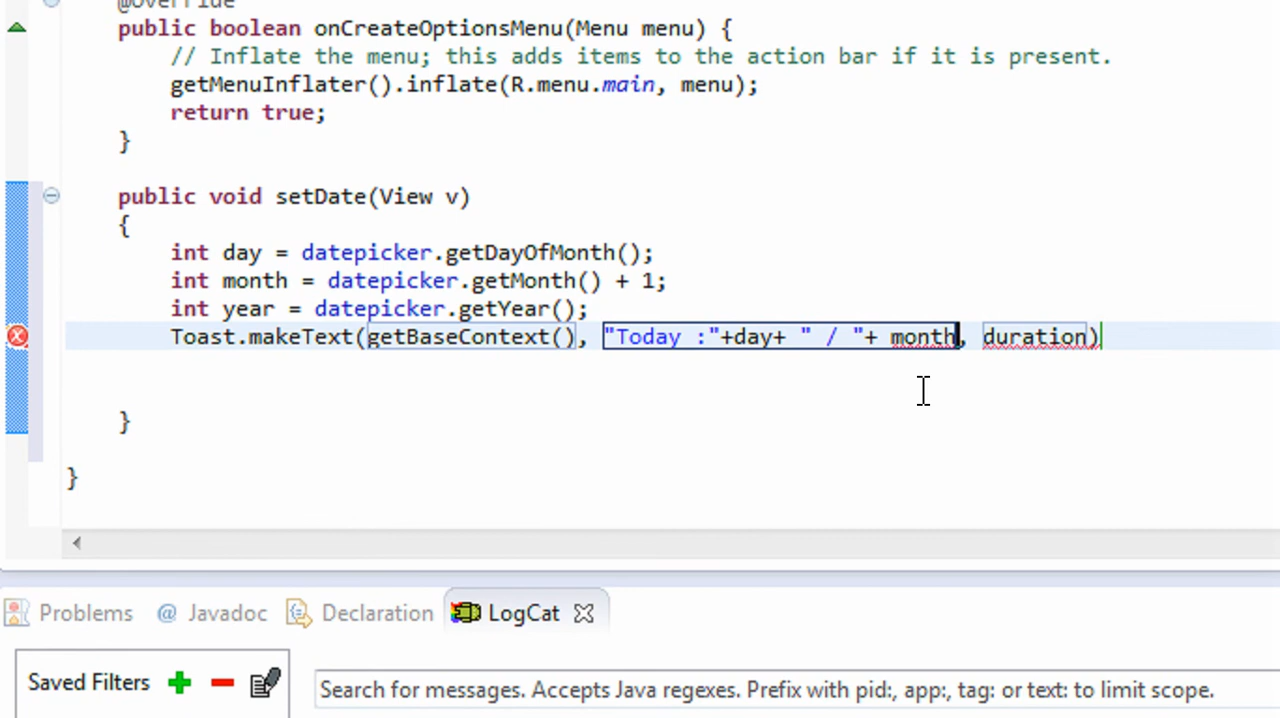 @Override
public boolean onCreateOptionsMenu(Menu menu) {
// Inflate the menu; this adds items to the action bar if it is present.
getMenuInflater().inflate(R.menu.main, menu);
return true;
}
public void setDate(View v)
{
int day = datepicker.getDayOfMonth();
int month = datepicker.getMonth() + 1;
int year = datepicker.getYear();
Toast.makeText(getBaseContext(), "Today :"+day+ " / "+ month, duration)
}
}
Problems @ Javadoc Declaration LogCat
Saved Filters
Search for messages. Accepts Java regexes. Prefix with pid:, app:, tag: or text: to limit scope.